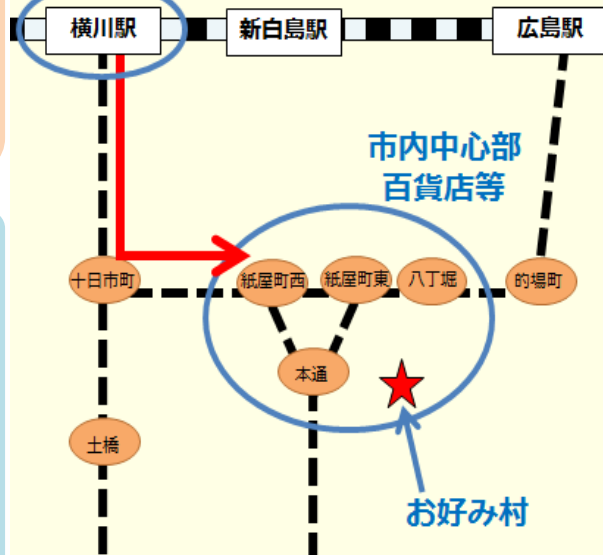 横川駅
新白島駅
広島駅
市内中心部
百貨店等
十日市町
紙屋町西
紙屋町東
八丁堀
的場町
本通
土橋
お好み村